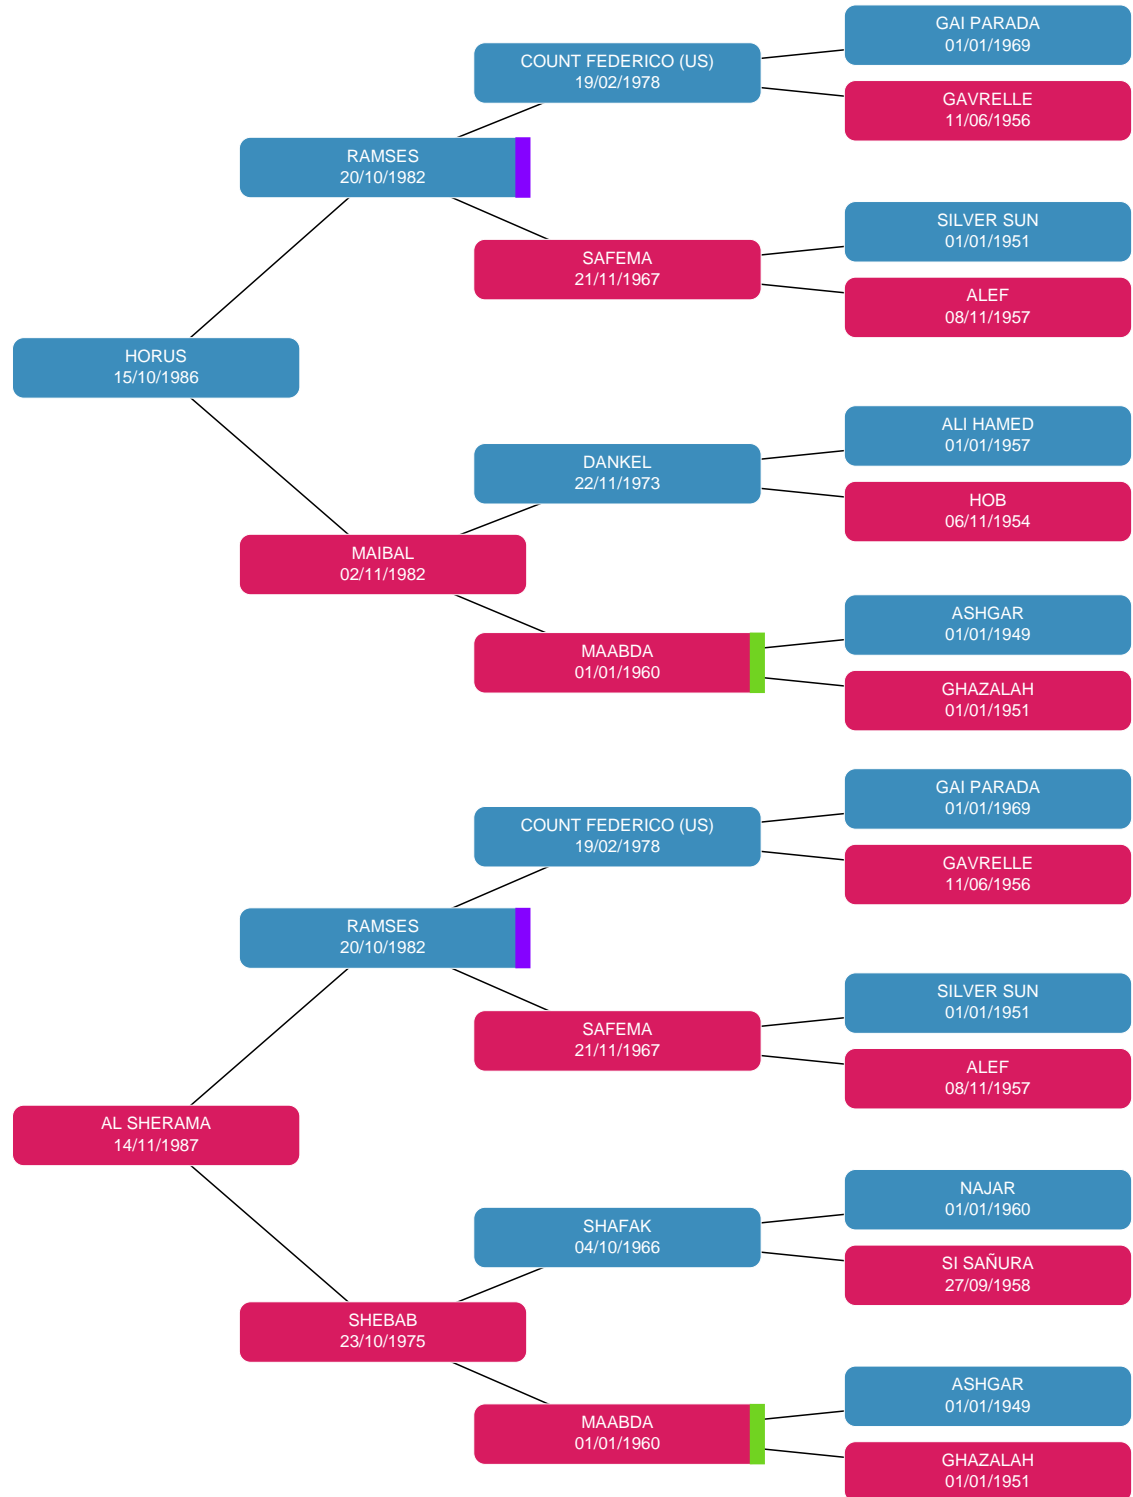 GAI PARADA
01/01/1969
COUNT FEDERICO (US)
19/02/1978
GAVRELLE
11/06/1956
RAMSES
20/10/1982
SILVER SUN
01/01/1951
SAFEMA
21/11/1967
ALEF
08/11/1957
HORUS
15/10/1986
ALI HAMED
01/01/1957
DANKEL
22/11/1973
HOB
06/11/1954
MAIBAL
02/11/1982
ASHGAR
01/01/1949
MAABDA
01/01/1960
GHAZALAH
01/01/1951
GAI PARADA
01/01/1969
COUNT FEDERICO (US)
19/02/1978
GAVRELLE
11/06/1956
RAMSES
20/10/1982
SILVER SUN
01/01/1951
SAFEMA
21/11/1967
ALEF
08/11/1957
AL SHERAMA
14/11/1987
NAJAR
01/01/1960
SHAFAK
04/10/1966
SI SAÑURA
27/09/1958
SHEBAB
23/10/1975
ASHGAR
01/01/1949
MAABDA
01/01/1960
GHAZALAH
01/01/1951